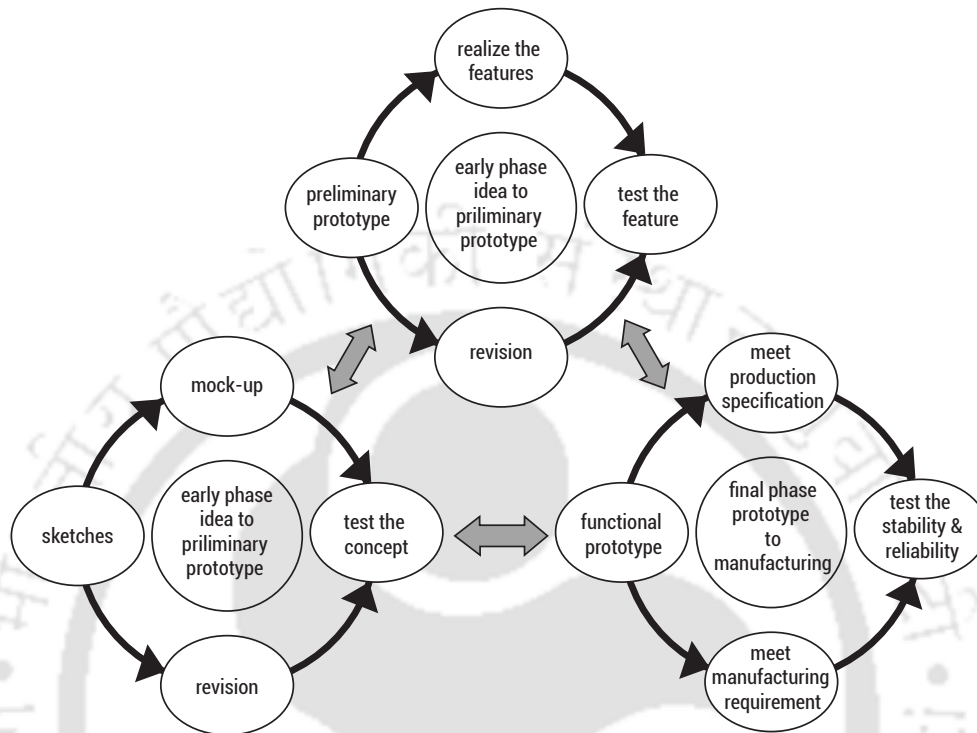 realize the
features
preliminary
prototype
early phase
idea to
priliminary
prototype
test the
feature
revision
mock-up
sketches
early phase
idea to
priliminary
prototype
test the
concept
revision
meet
production
specification
functional
prototype
final phase
prototype
to
manufacturing
test the
stability &
reliability
meet
manufacturing
requirement